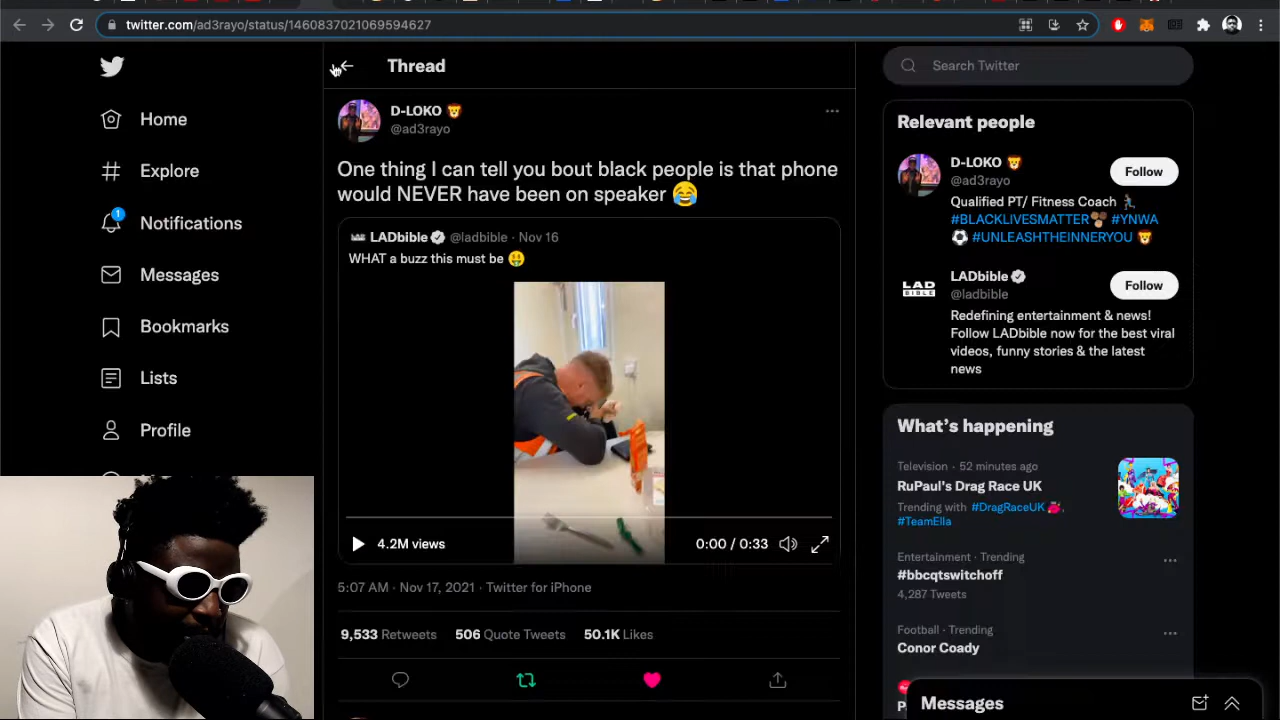 twitter.com/ad3rayo/status/1460837021069594627
Home
Explore
1
Notifications
Messages
Bookmarks
Lists
Profile
Thread
D-LOKO
@ad3rayo
One thing I can tell you bout black people is that phone
would NEVER have been on speaker
LADbible @ladbible · Nov 16
WHAT a buzz this must be
4.2M views
0:00 / 0:33
5:07 AM · Nov 17, 2021 · Twitter for iPhone
9,533 Retweets 506 Quote Tweets 50.1K Likes
Search Twitter
Relevant people
D-LOKO
@ad3rayo
Follow
Qualified PT/ Fitness Coach
#BLACKLIVESMATTER #YNWA
#UNLEASHTHEINNERYOU
LAD
BIBLE
LADbible
@ladbible
Follow
Redefining entertainment & news!
Follow LADbible now for the best viral
videos, funny stories & the latest
news
What's happening
Television · 52 minutes ago
RuPaul's Drag Race UK
Trending with #DragRaceUK,
#TeamElla
Entertainment · Trending
#bbcqtswitchoff
4,287 Tweets
Football · Trending
Conor Coady
Messages